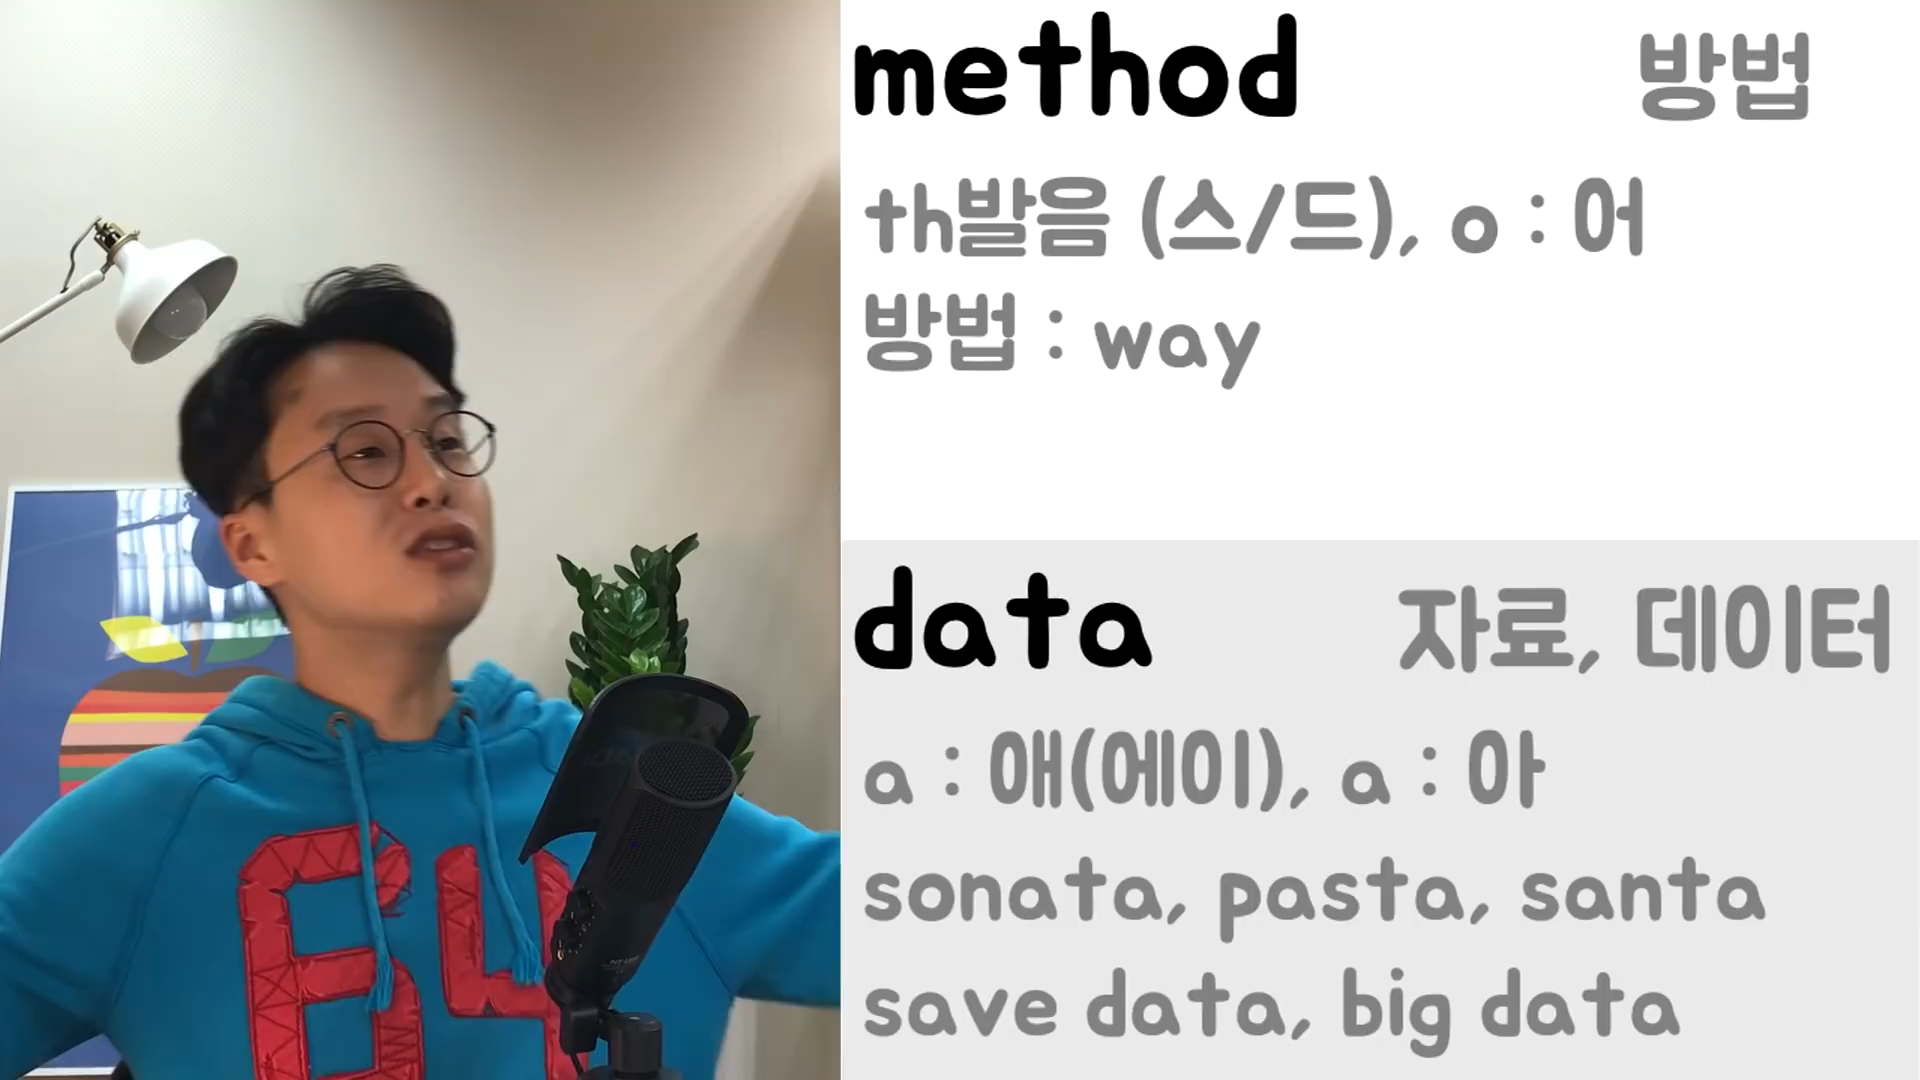 method 방법
th발음 (스/드), o : 어
방법 : way
data 자료, 데이터
a : 애(에이), a : 아
sonata, pasta, santa
save data, big data
64